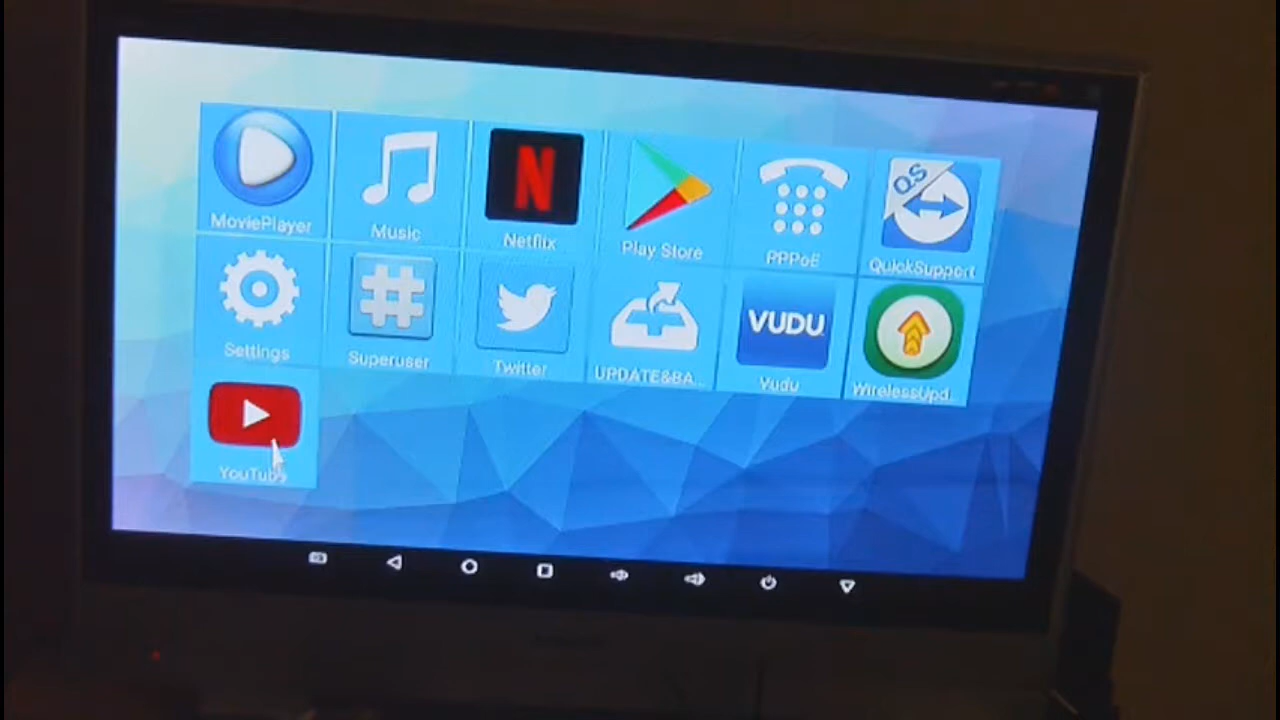 MoviePlayer
Music
N
Netflix
Play Store
PPPoE
QS
QuickSupport
Settings
Superuser
Twitter
UPDATE&BA...
VUDU
Vudu
WirelessUpd..
YouTube